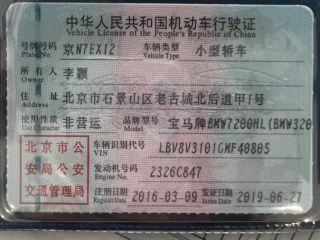 中华人民共和国机动车行驶证
Vehicle License of the People's Republic of China
号牌号码 京N7EX12 车辆类型 小型轿车
Plate No. Vehicle Type
所有人 李颖
Owner
住址 北京市石景山区老古城北后道甲1号
Address
使用性质 非营运 品牌型号 宝马牌BMW7200HL(BMW320
Use Character Model
北京市公安局公安交通管理局
车辆识别代号 LBV8V3101GMF40805
VIN
发动机号码 2326C847
Engine No.
注册日期 2016-03-09 发证日期 2019-06-27
Register Date Issue Date